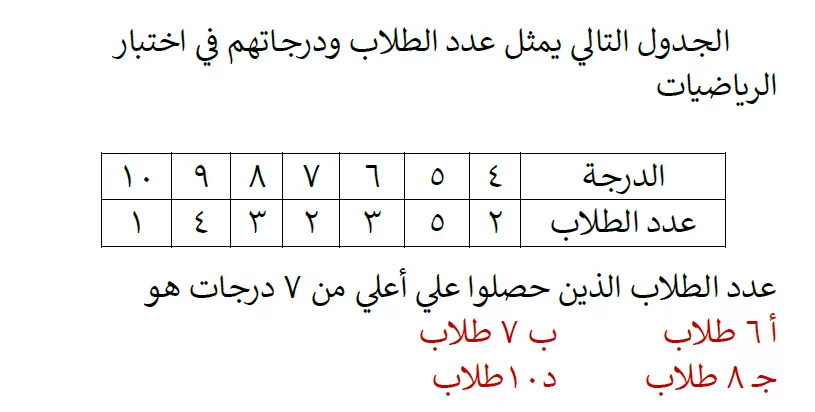 الجدول التالي يمثل عدد الطلاب ودرجاتهم في اختبار
الرياضيات
الدرجة ٤ ٥ ٦ ٧ ٨ ٩ ١٠
عدد الطلاب ٢ ٥ ٣ ٢ ٣ ٤ ١
عدد الطلاب الذين حصلوا علي أعلي من ٧ درجات هو
أ ٦ طلاب ب ٧ طلاب
جـ ٨ طلاب د١٠طلاب